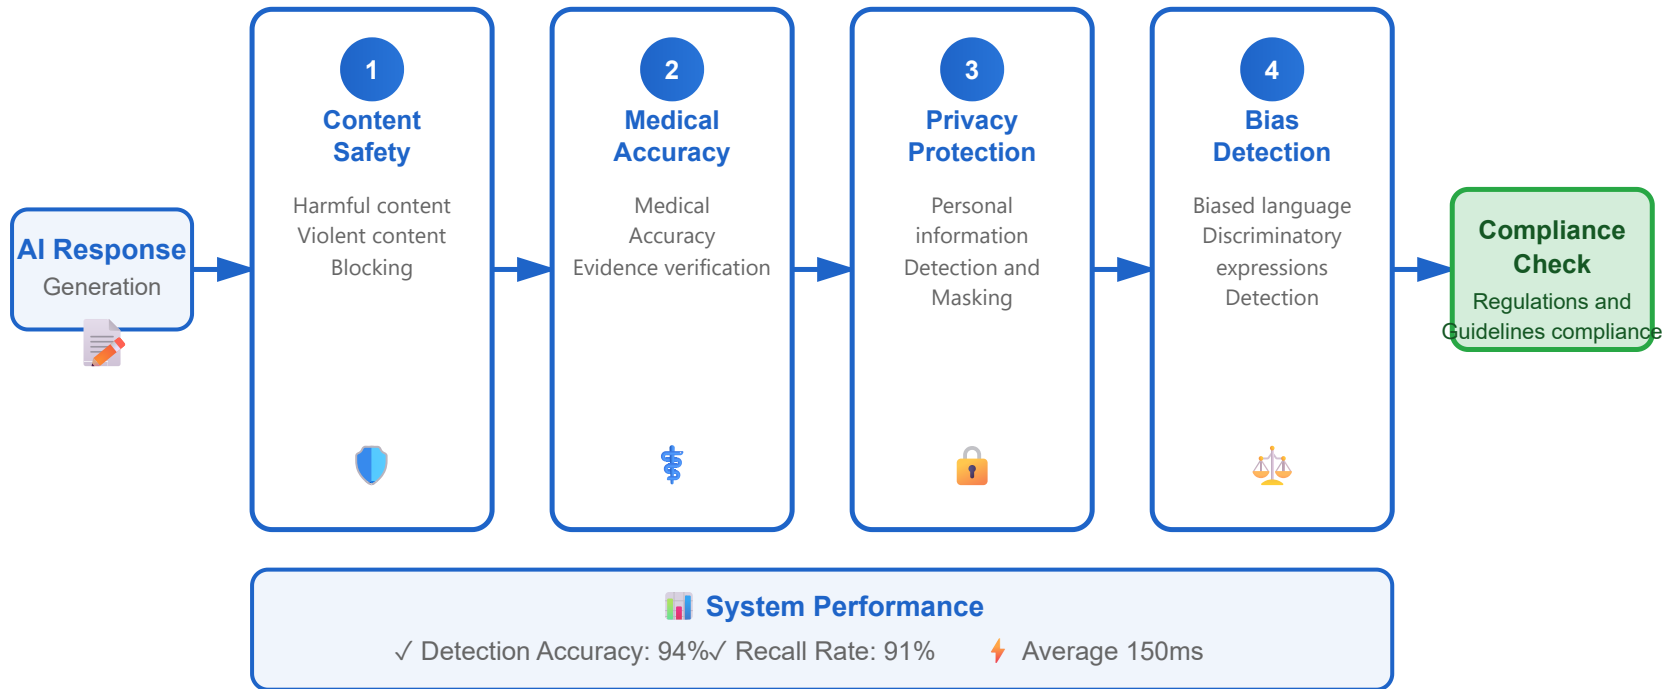 AI Response
Generation
1
Content
Safety
Harmful content
Violent content
Blocking
2
Medical
Accuracy
Medical
Accuracy
Evidence verification
3
Privacy
Protection
Personal
information
Detection and
Masking
4
Bias
Detection
Biased language
Discriminatory
expressions
Detection
Compliance
Check
Regulations and
Guidelines compliance
System Performance
✓ Detection Accuracy: 94%✓ Recall Rate: 91% ⚡ Average 150ms